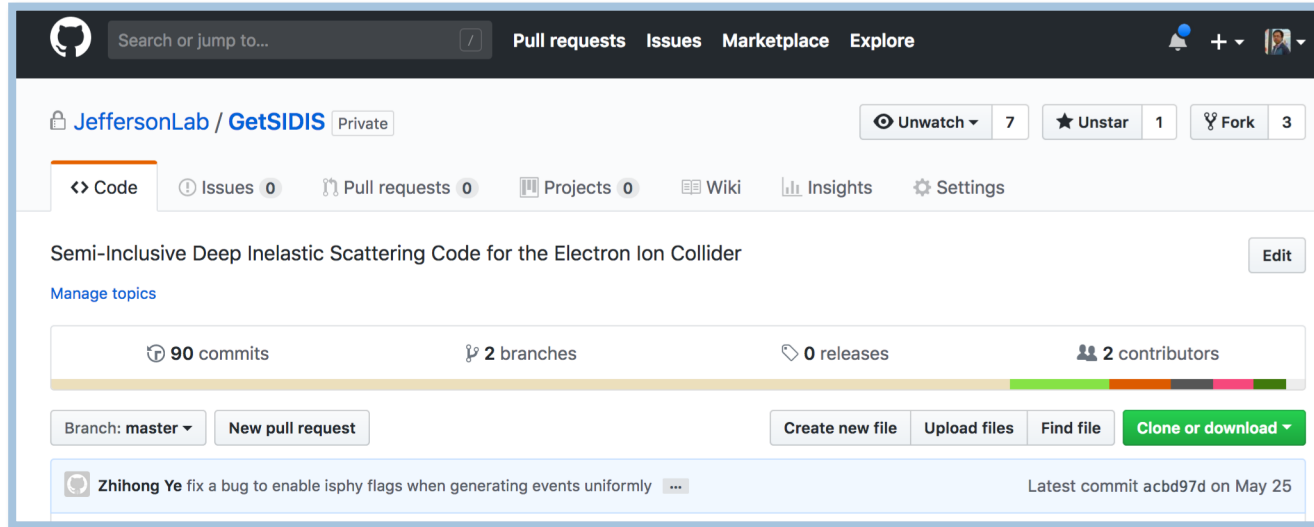 Search or jump to... / Pull requests Issues Marketplace Explore
JeffersonLab / GetSIDIS Private Unwatch 7 Unstar 1 Fork 3
<> Code Issues 0 Pull requests 0 Projects 0 Wiki Insights Settings
Semi-Inclusive Deep Inelastic Scattering Code for the Electron Ion Collider Edit
Manage topics
90 commits 2 branches 0 releases 2 contributors
Branch: master New pull request Create new file Upload files Find file Clone or download
Zhihong Ye fix a bug to enable isphy flags when generating events uniformly ... Latest commit acbd97d on May 25